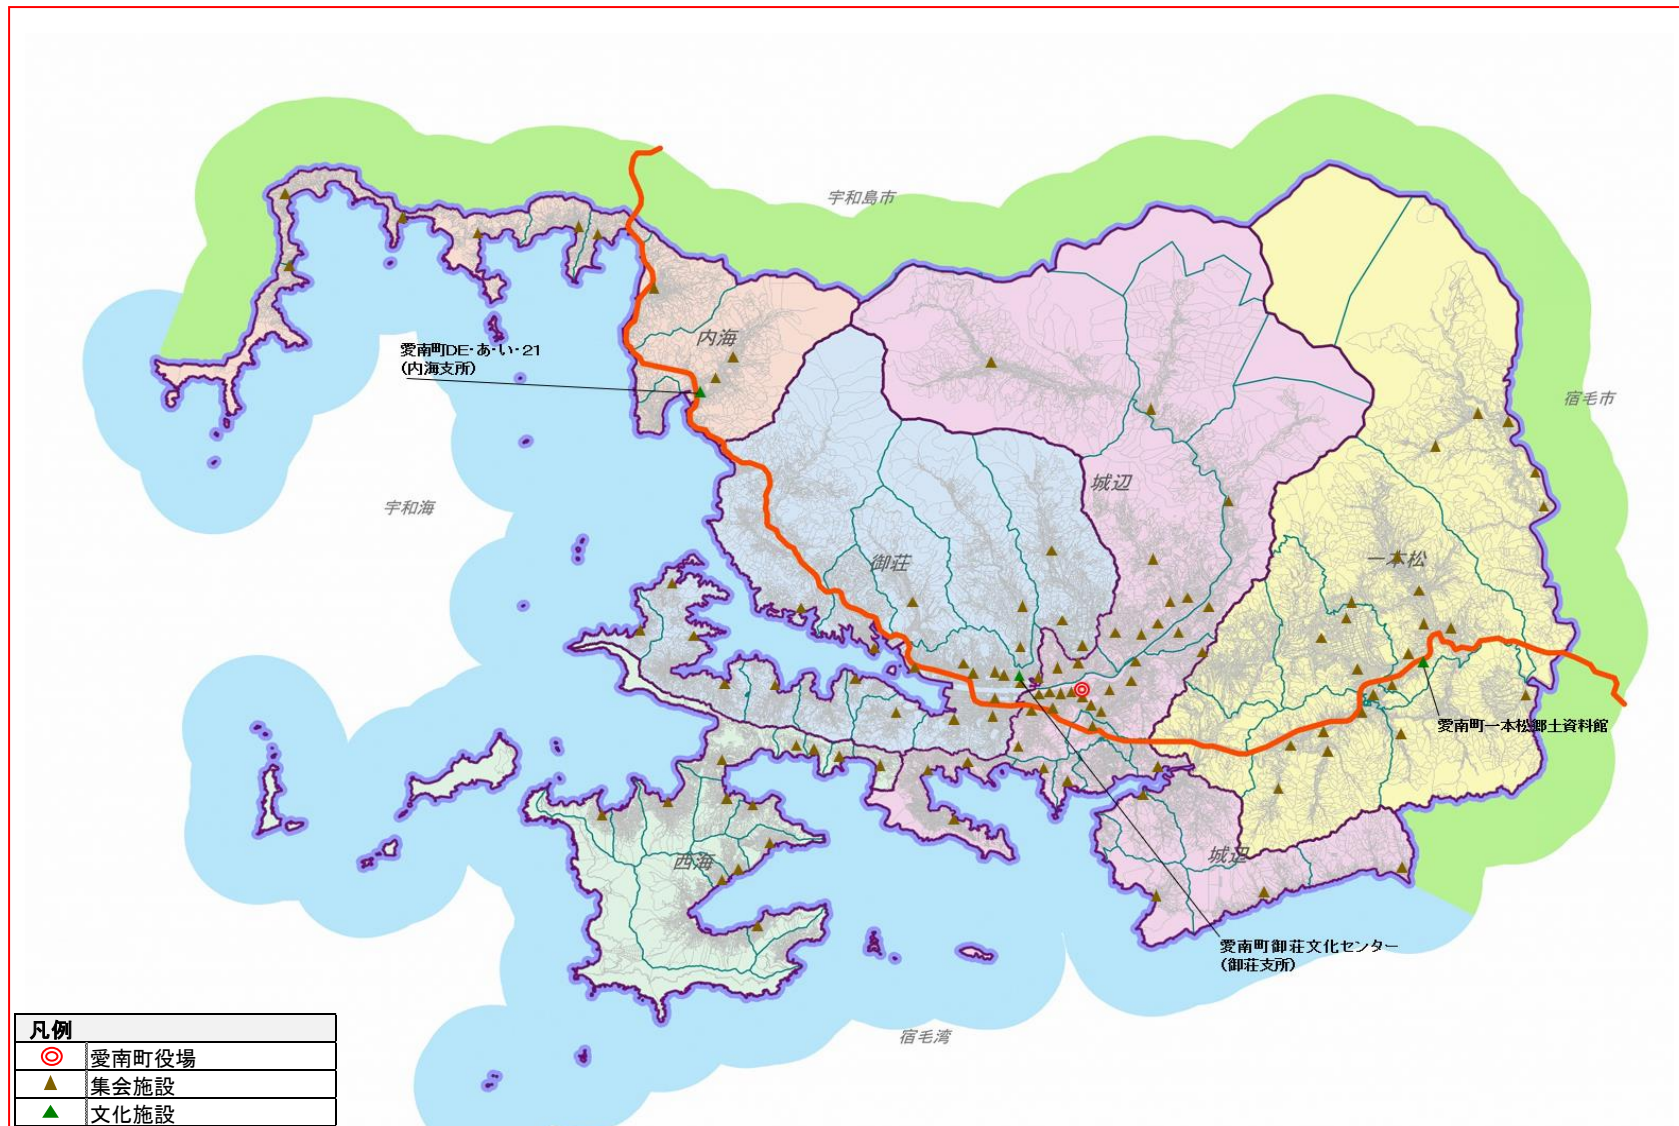 宇和島市
内海
愛南町DE・あ・い・21
(内海支所)
宿毛市
城辺
宇和海
御荘
一本松
愛南町一本松郷土資料館
西海
城辺
愛南町御荘文化センター
(御荘支所)
宿毛湾
凡例
愛南町役場
集会施設
文化施設